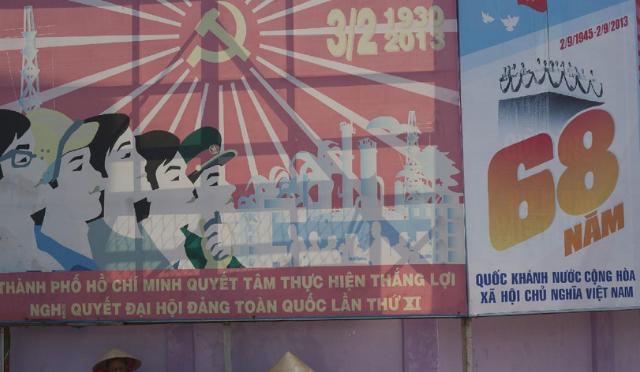 3/2 1930
2013
THÀNH PHỐ HỒ CHÍ MINH QUYẾT TÂM THỰC HIỆN THẮNG LỢI
NGHỊ QUYẾT ĐẠI HỘI ĐẢNG TOÀN QUỐC LẦN THỨ XI
2/9/1945-2/9/2013
68
NĂM
QUỐC KHÁNH NƯỚC CỘNG HÒA
XÃ HỘI CHỦ NGHĨA VIỆT NAM